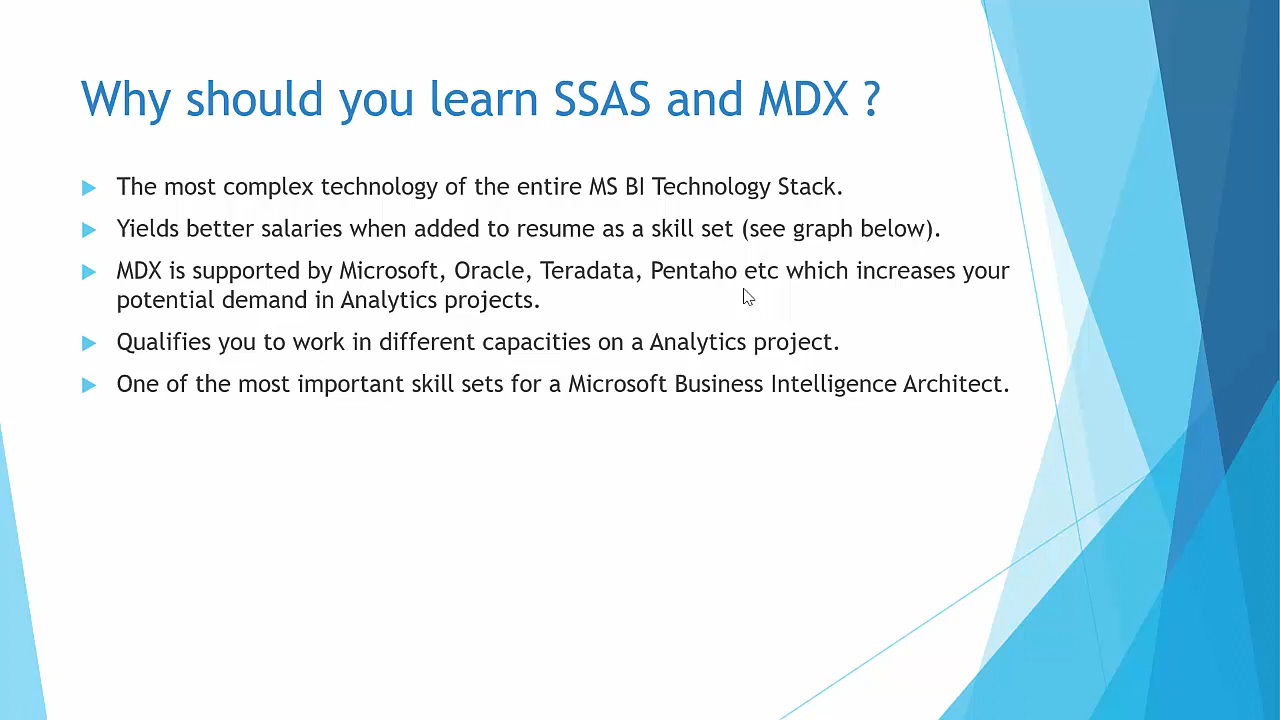 Why should you learn SSAS and MDX ?
The most complex technology of the entire MS BI Technology Stack.
Yields better salaries when added to resume as a skill set (see graph below).
MDX is supported by Microsoft, Oracle, Teradata, Pentaho etc which increases your
potential demand in Analytics projects.
Qualifies you to work in different capacities on a Analytics project.
One of the most important skill sets for a Microsoft Business Intelligence Architect.